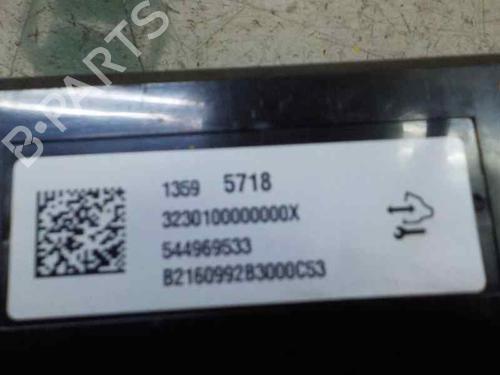 B-PARTS
1359 5718
3230100000000X
544969533
B2160992B3000C53